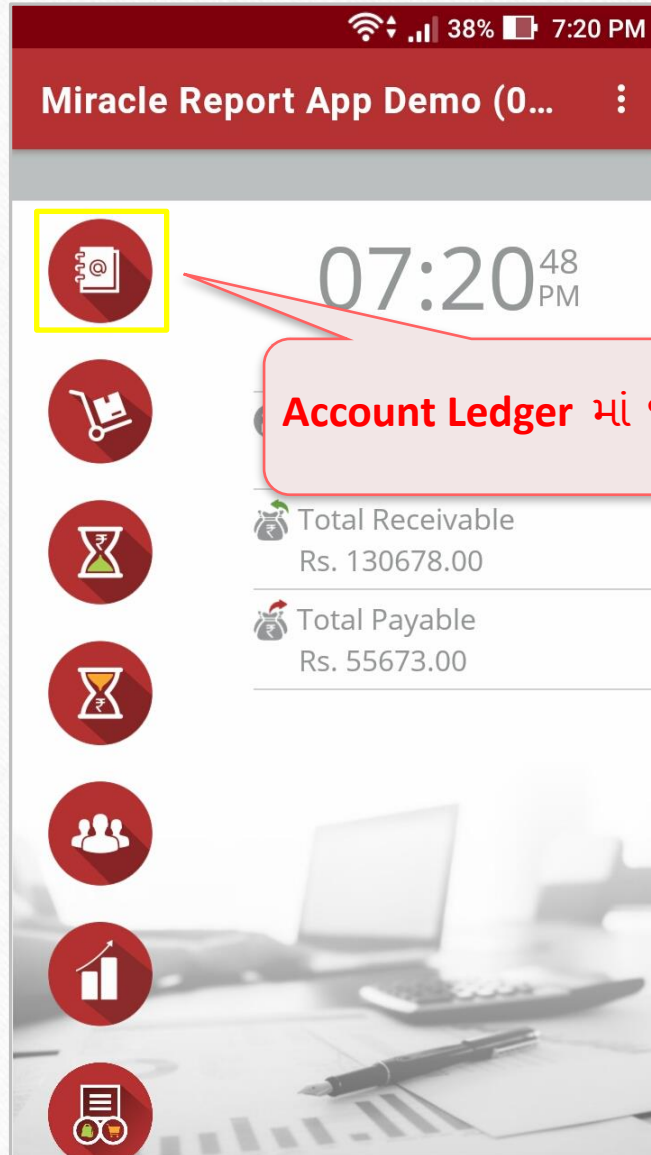 38% 7:20 PM
Miracle Report App Demo (0...
07:20 48 PM
Account Ledger માં
Total Receivable
Rs. 130678.00
Total Payable
Rs. 55673.00